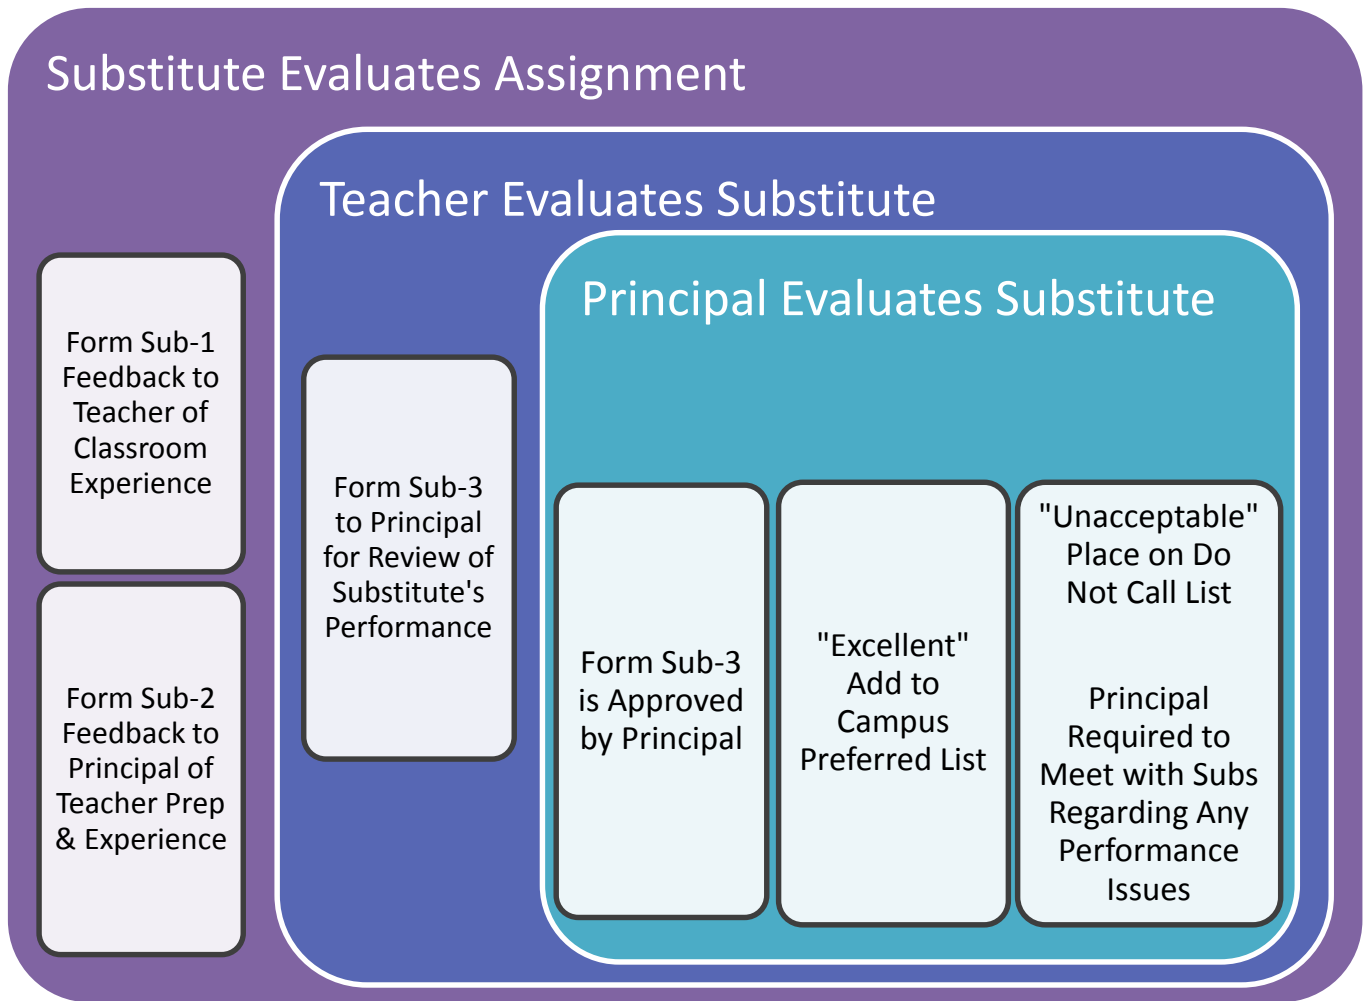 Substitute Evaluates Assignment
Teacher Evaluates Substitute
Principal Evaluates Substitute
Form Sub-1
Feedback to
Teacher of
Classroom
Experience
Form Sub-2
Feedback to
Principal of
Teacher Prep
& Experience
Form Sub-3
to Principal
for Review of
Substitute's
Performance
Form Sub-3
is Approved
by Principal
"Excellent"
Add to
Campus
Preferred List
"Unacceptable"
Place on Do
Not Call List
Principal
Required to
Meet with Subs
Regarding Any
Performance
Issues